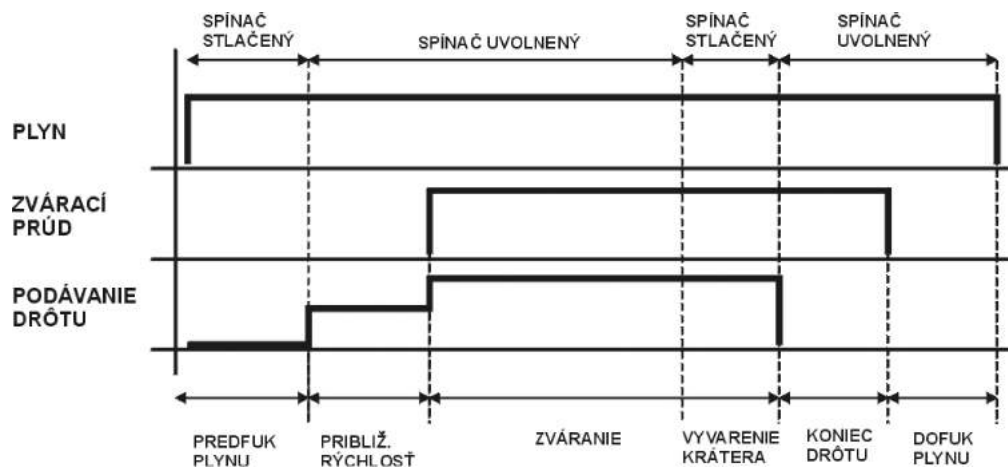 SPÍNAČ
STLAČENÝ
SPÍNAČ UVOLNENÝ
SPÍNAČ
STLAČENÝ
SPÍNAČ
UVOLNENÝ
PLYN
ZVÁRACÍ
PRÚD
PODÁVANIE
DRÔTU
PREDFUK
PLYNU
PRIBLIŽ.
RÝCHLOSŤ
ZVÁRANIE
VYVARENIE
KRÁTERA
KONIEC
DRÔTU
DOFUK
PLYNU